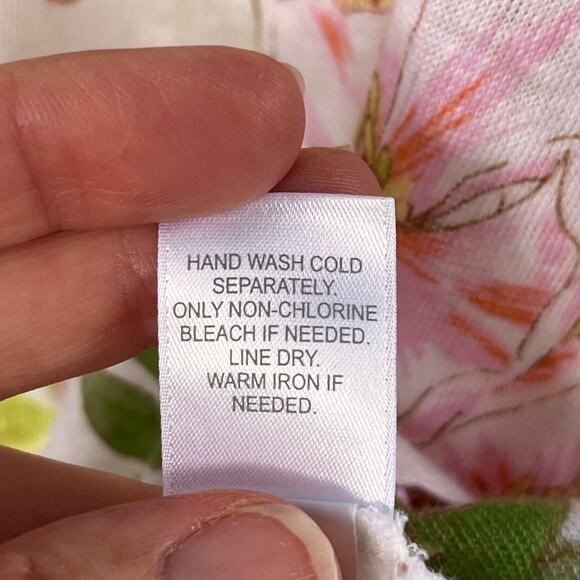 HAND WASH COLD
SEPARATELY.
ONLY NON-CHLORINE
BLEACH IF NEEDED.
LINE DRY.
WARM IRON IF
NEEDED.